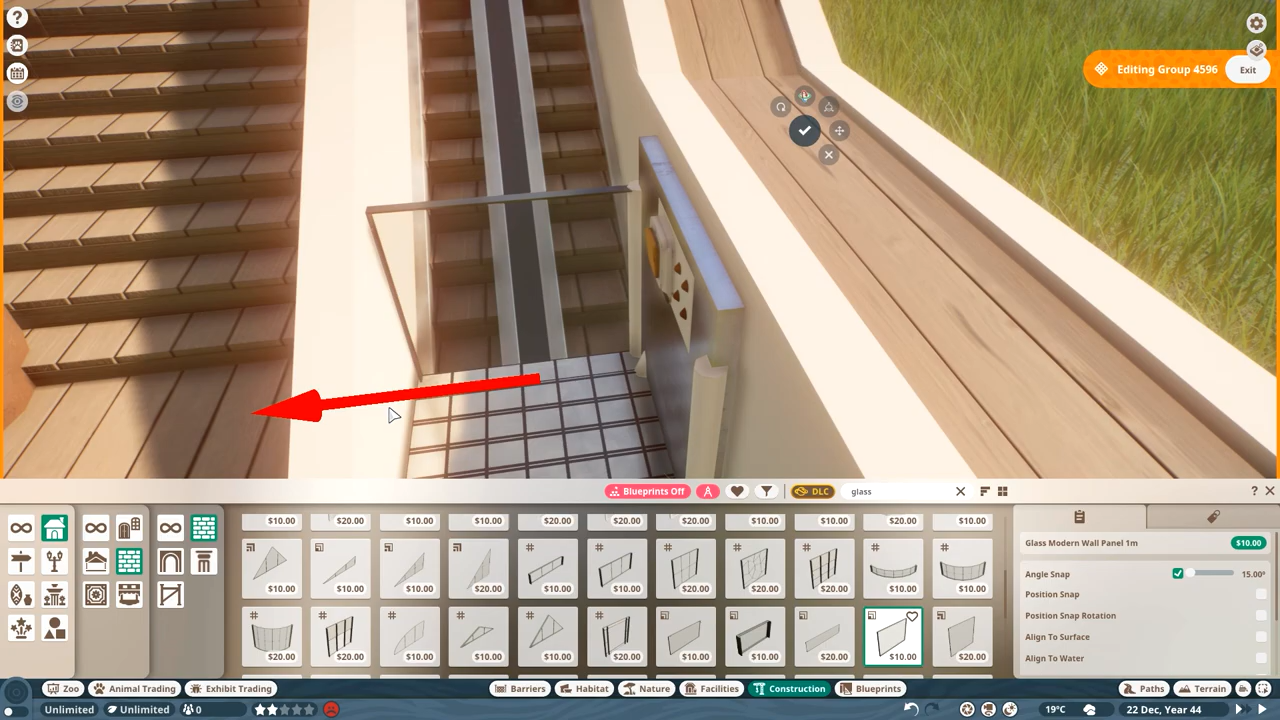 ?
Editing Group 4596
Exit
Blueprints Off
DLC
glass
?
$10.00 $20.00 $10.00 $10.00 $20.00 $20.00 $10.00 $20.00 $10.00 $10.00 $20.00
$10.00 $10.00 $10.00 $20.00 $10.00 $10.00 $20.00 $20.00 $20.00 $10.00 $10.00
$20.00 $20.00 $10.00 $10.00 $10.00 $20.00 $10.00 $10.00 $20.00 $10.00 $20.00
Glass Modern Wall Panel 1m
$10.00
Angle Snap
15.00°
Position Snap
Position Snap Rotation
Align To Surface
Align To Water
Zoo
Animal Trading
Exhibit Trading
Barriers
Habitat
Nature
Facilities
Construction
Blueprints
Paths
Terrain
Unlimited
Unlimited
0
19°C
22 Dec, Year 44